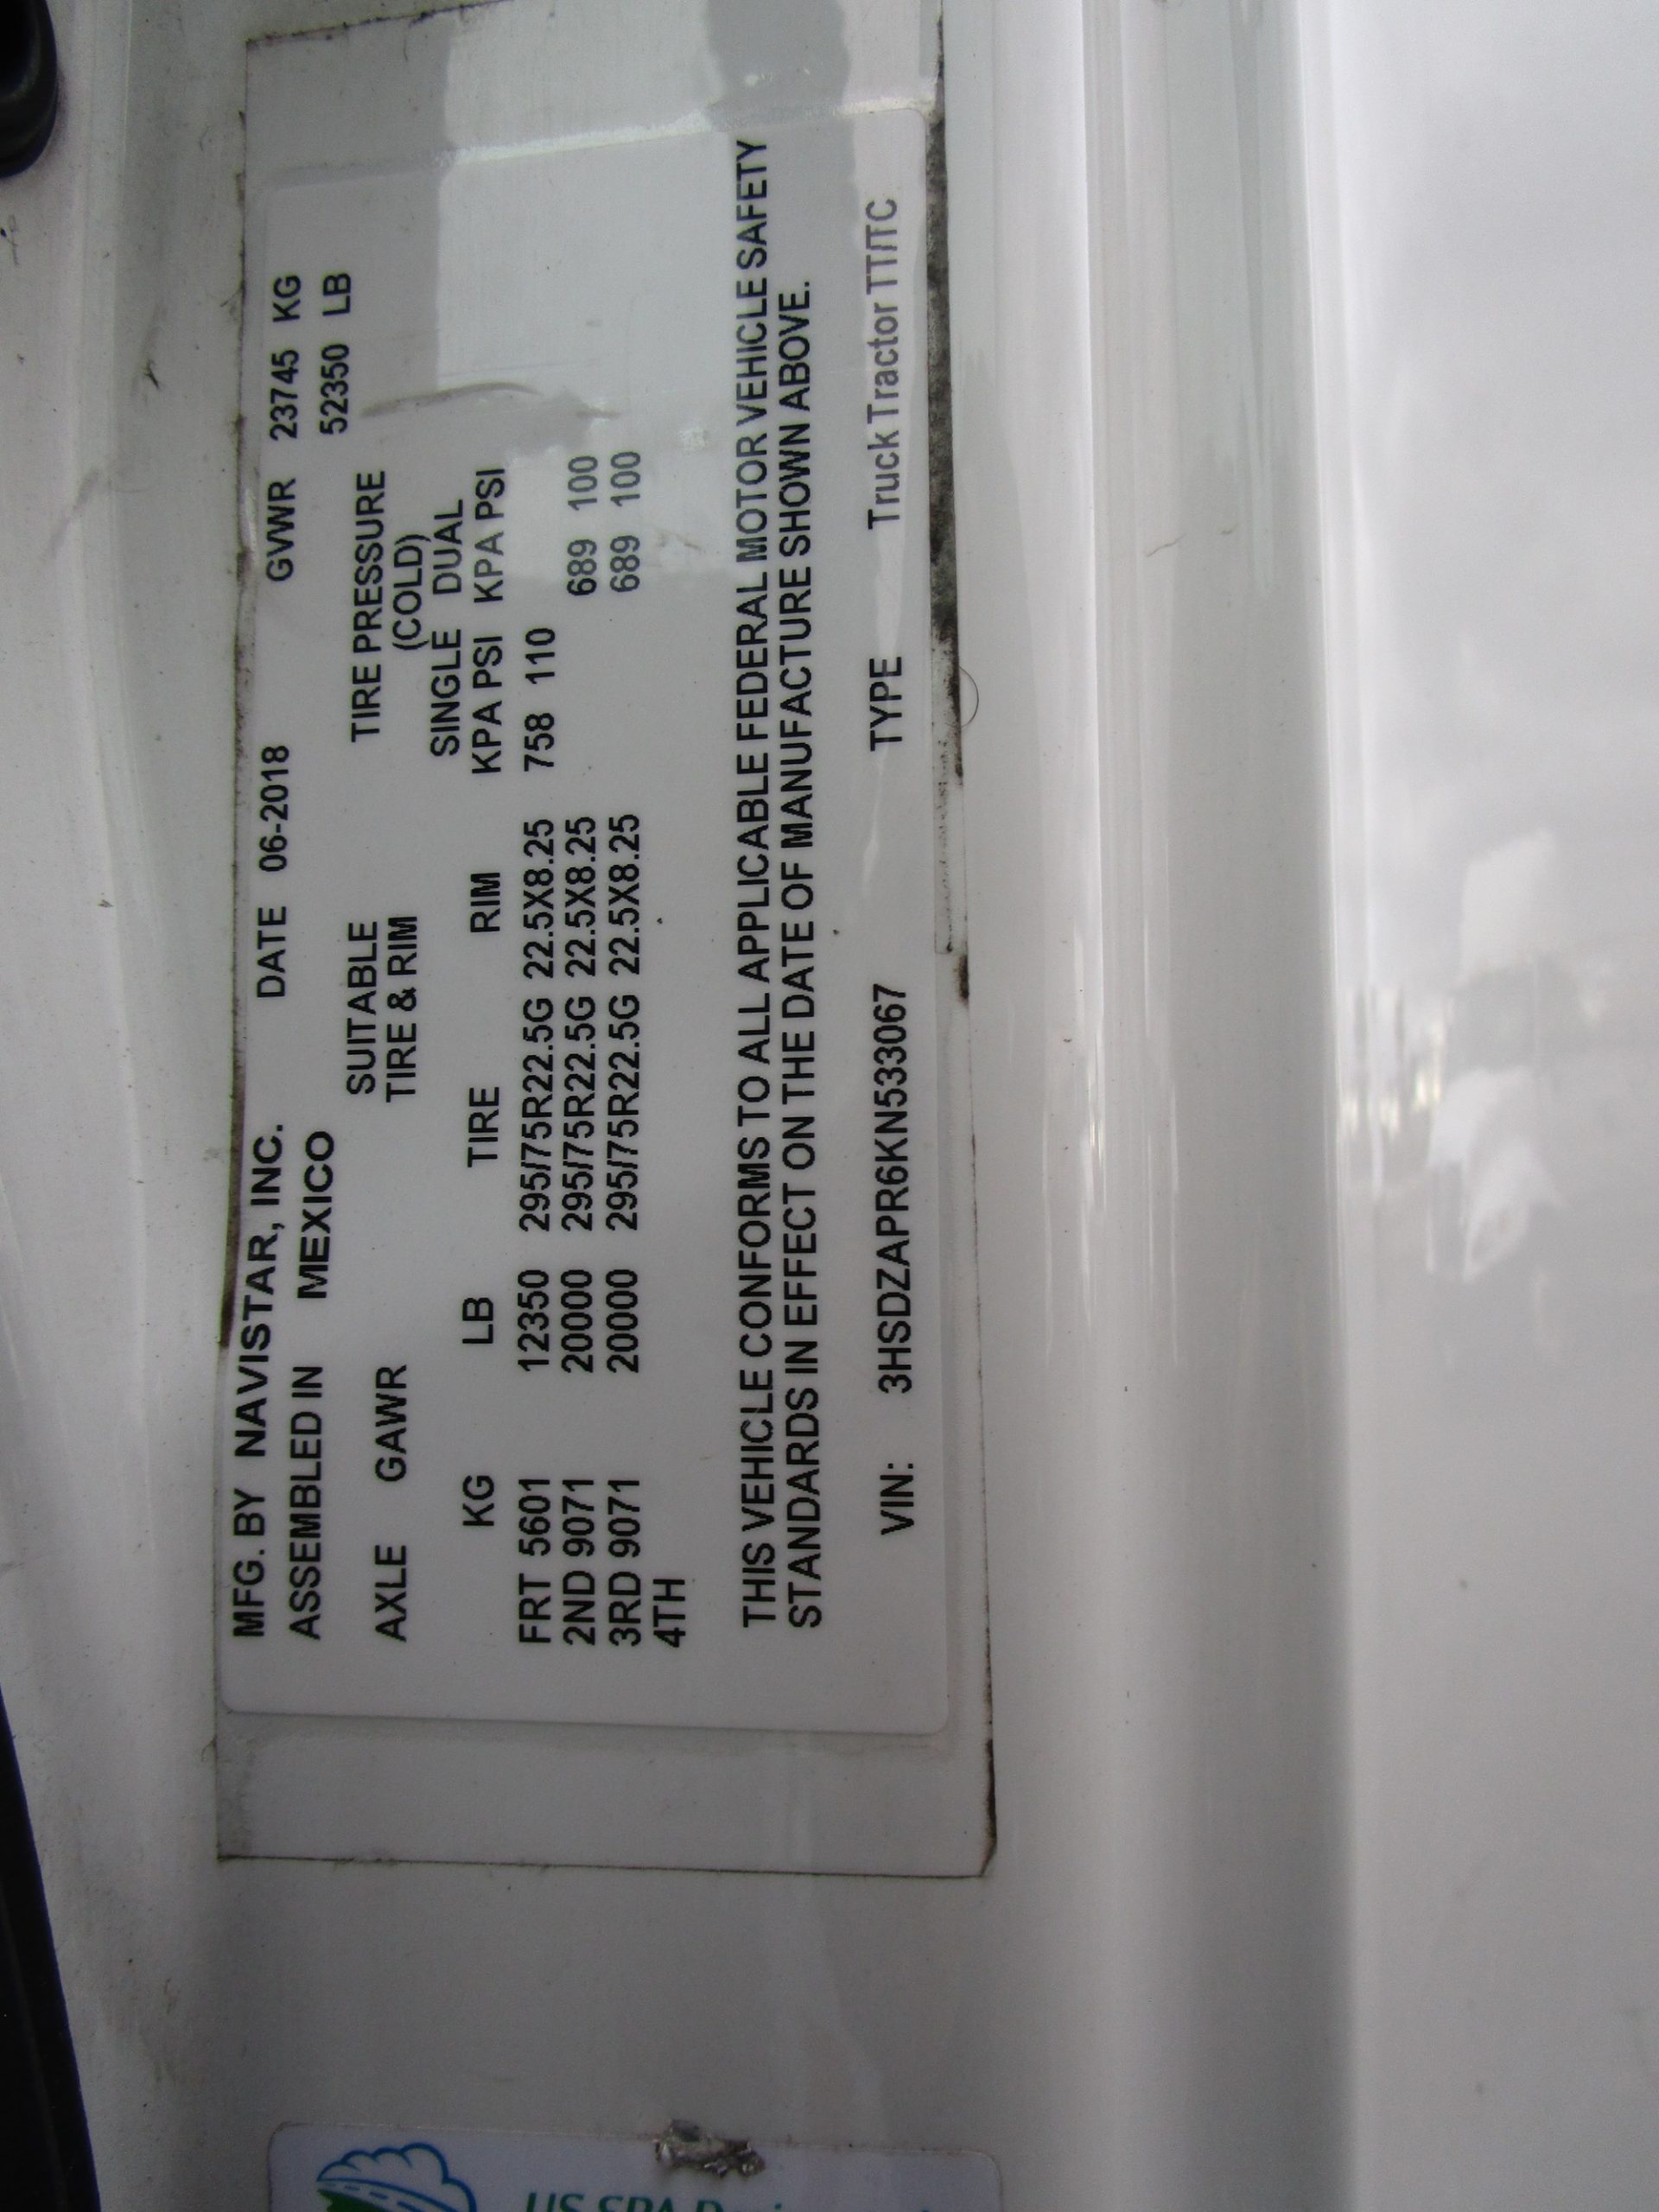 MFG. BY NAVISTAR, INC. DATE 06-2018 GVWR 23745 KG
ASSEMBLED IN MEXICO 52350 LB
SUITABLE TIRE PRESSURE
AXLE GAWR TIRE & RIM (COLD)
SINGLE DUAL
KG LB TIRE RIM KPA PSI KPA PSI
FRT 5601 12350 295/75R22.5G 22.5X8.25 758 110
2ND 9071 20000 295/75R22.5G 22.5X8.25 689 100
3RD 9071 20000 295/75R22.5G 22.5X8.25 689 100
4TH
THIS VEHICLE CONFORMS TO ALL APPLICABLE FEDERAL MOTOR VEHICLE SAFETY
STANDARDS IN EFFECT ON THE DATE OF MANUFACTURE SHOWN ABOVE.
VIN: 3HSDZAPR6KN533067 TYPE Truck Tractor TT/TC
US EPA